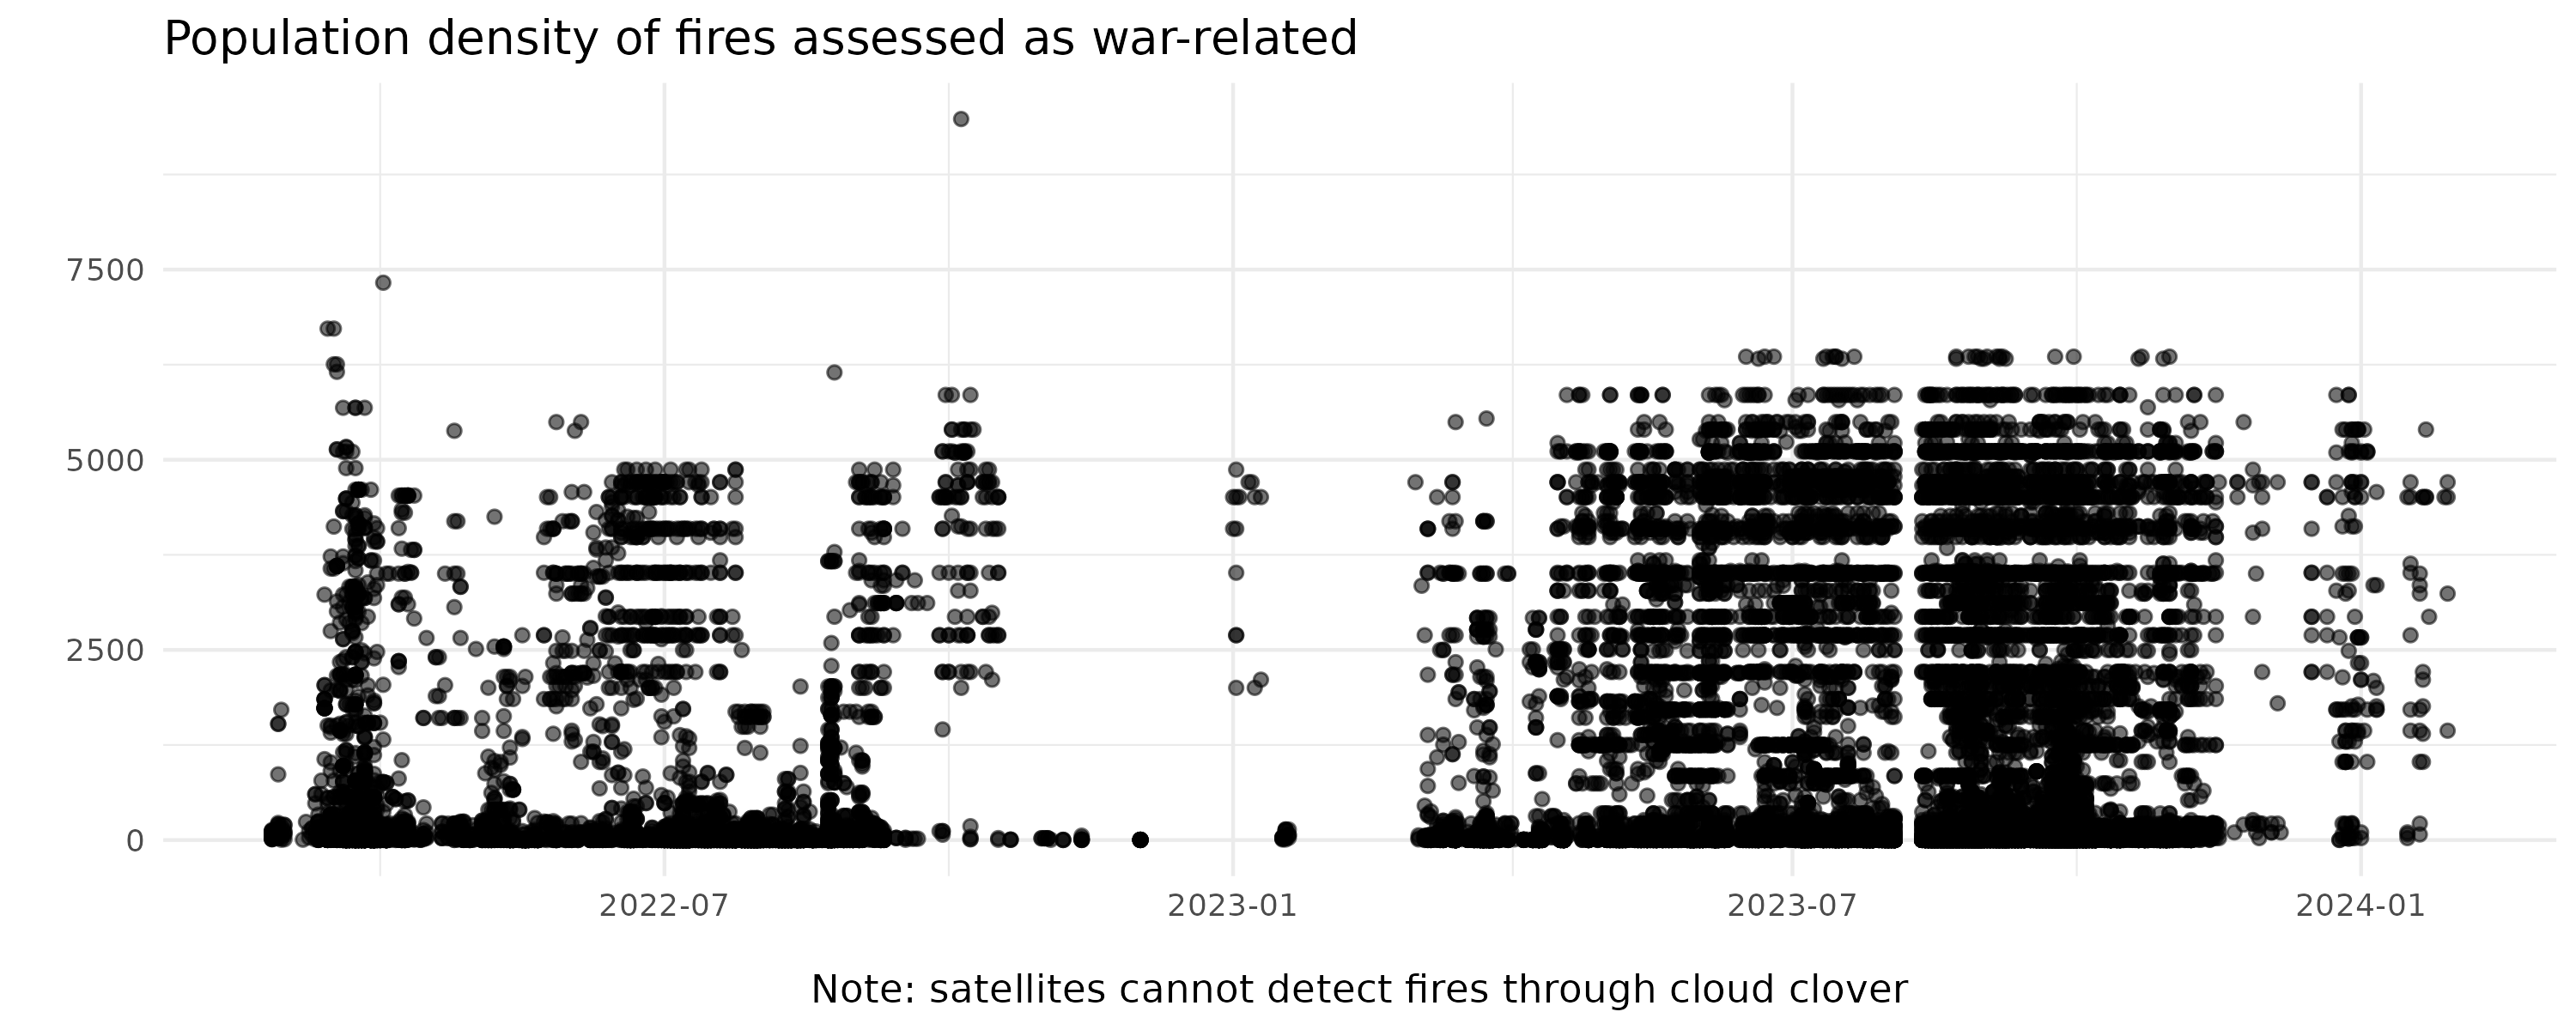 Population density of fires assessed as war-related
7500
5000
2500
0
2022-07 2023-01 2023-07 2024-01
Note: satellites cannot detect fires through cloud clover